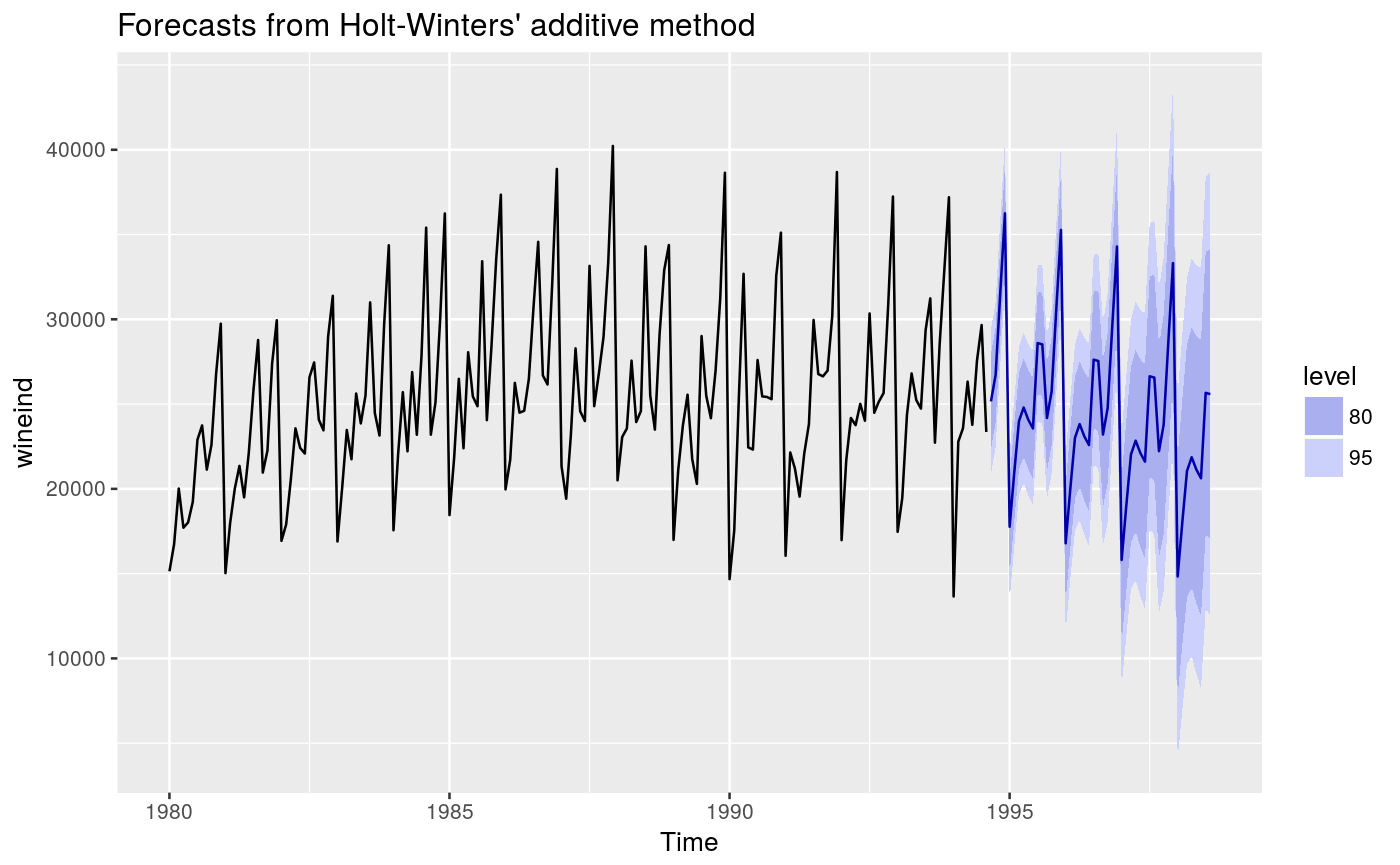 Forecasts from Holt-Winters' additive method
40000
30000
20000
10000
wineind
1980
1985
1990
1995
Time
level
80
95